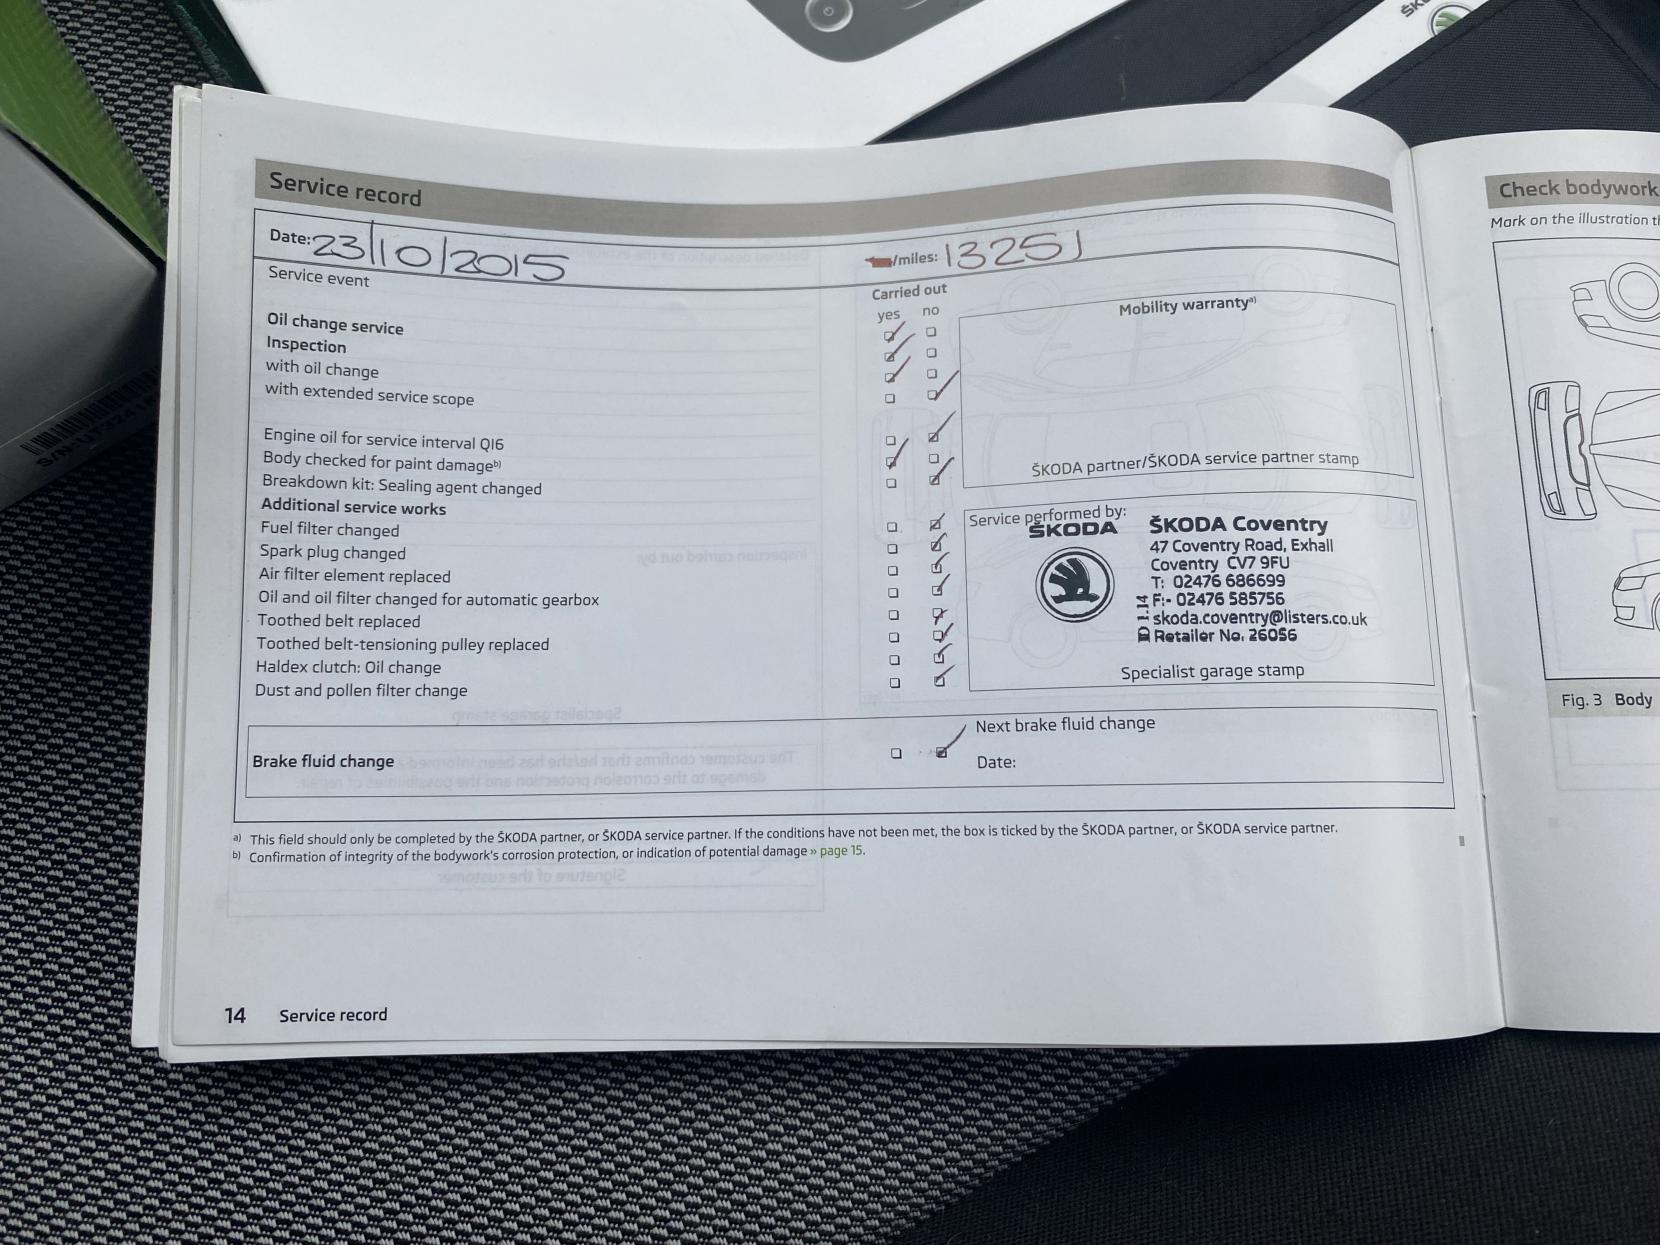 ŠK
Service record
Date: 23/10/2015
/miles: 13251
Service event
Carried out
yes no
Mobility warrantyᵃ⁾
Oil change service
Inspection
with oil change
with extended service scope
Engine oil for service interval QI6
Body checked for paint damageᵇ⁾
Breakdown kit: Sealing agent changed
ŠKODA partner/ŠKODA service partner stamp
Additional service works
Fuel filter changed
Spark plug changed
Air filter element replaced
Oil and oil filter changed for automatic gearbox
Toothed belt replaced
Toothed belt-tensioning pulley replaced
Haldex clutch: Oil change
Dust and pollen filter change
Service performed by:
ŠKODA
ŠKODA Coventry
47 Coventry Road, Exhall
Coventry CV7 9FU
T: 02476 686699
F:- 02476 585756
skoda.coventry@listers.co.uk
Retailer No. 26056
Specialist garage stamp
Brake fluid change
Next brake fluid change
Date:
a) This field should only be completed by the ŠKODA partner, or ŠKODA service partner. If the conditions have not been met, the box is ticked by the ŠKODA partner, or ŠKODA service partner.
b) Confirmation of integrity of the bodywork's corrosion protection, or indication of potential damage » page 15.
14 Service record
Check bodywork
Mark on the illustration
Fig. 3 Body